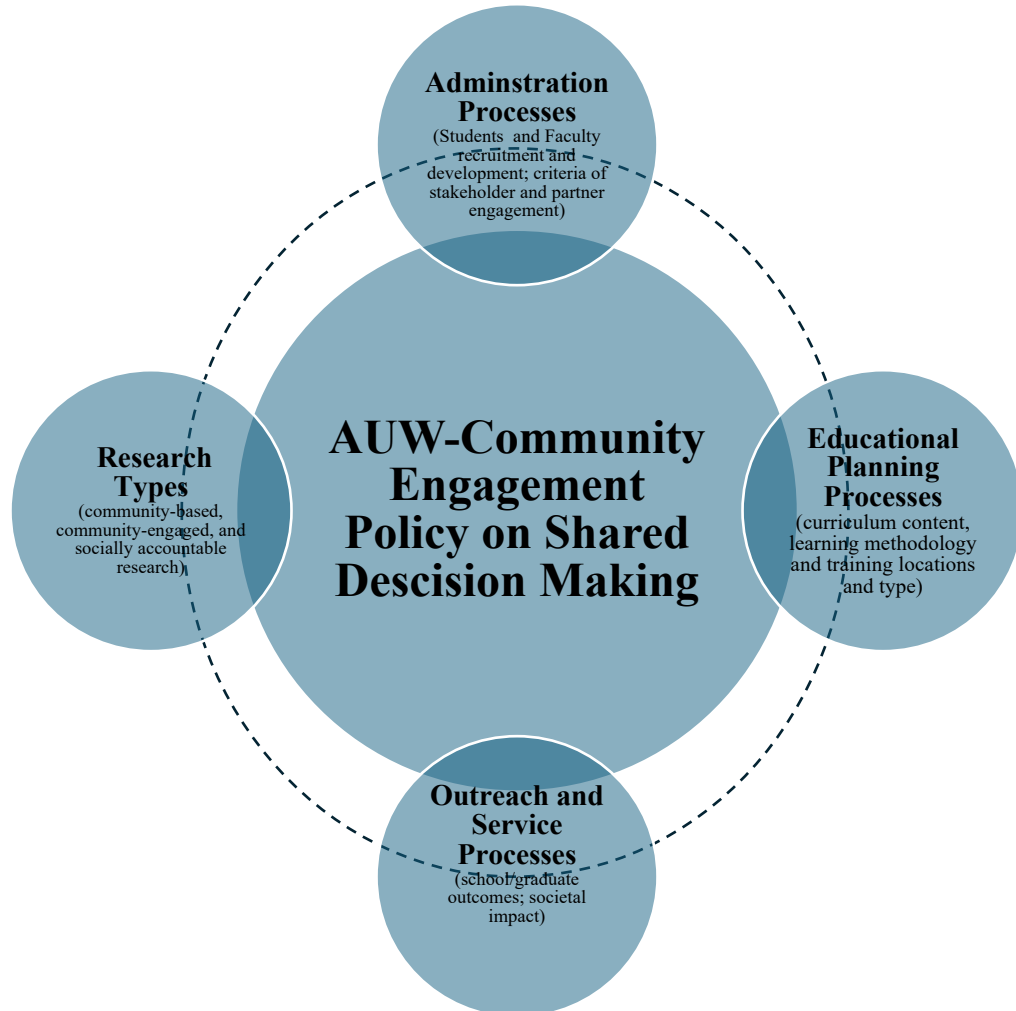 Adminstration
Processes
(Students and Faculty
recruitment and
development; criteria of
stakeholder and partner
engagement)
Research
Types
(community-based,
community-engaged, and
socially accountable
research)
AUW-Community
Engagement
Policy on Shared
Descision Making
Educational
Planning
Processes
(curriculum content,
learning methodology
and training locations
and type)
Outreach and
Service
Processes
(school/graduate
outcomes; societal
impact)